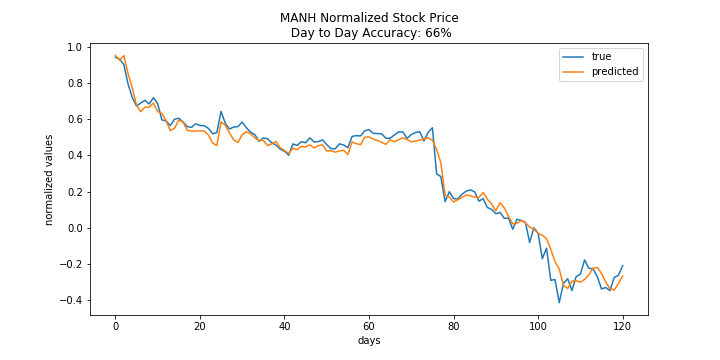 MANH Normalized Stock Price
Day to Day Accuracy: 66%
true
predicted
normalized values
1.0
0.8
0.6
0.4
0.2
0.0
−0.2
−0.4
0
20
40
60
80
100
120
days